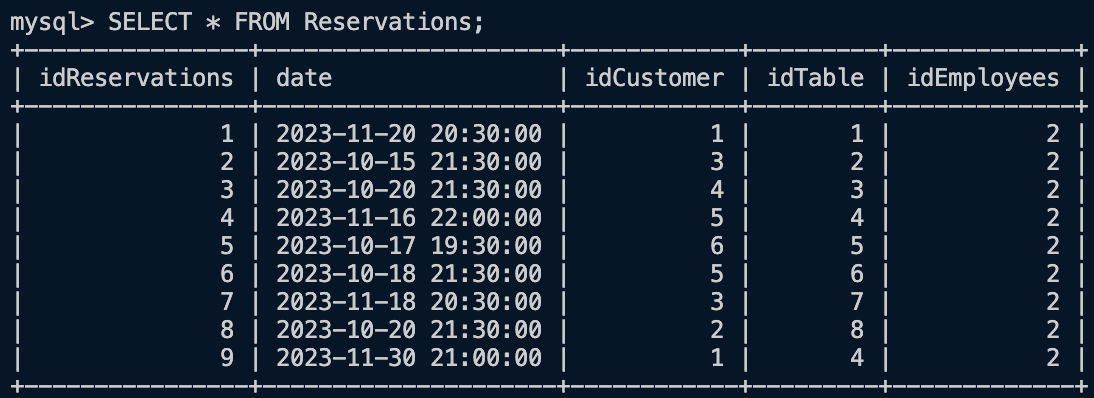 mysql> SELECT * FROM Reservations;
+----------------+---------------------+------------+---------+-------------+
| idReservations | date                | idCustomer | idTable | idEmployees |
+----------------+---------------------+------------+---------+-------------+
|              1 | 2023-11-20 20:30:00 |          1 |       1 |           2 |
|              2 | 2023-10-15 21:30:00 |          3 |       2 |           2 |
|              3 | 2023-10-20 21:30:00 |          4 |       3 |           2 |
|              4 | 2023-11-16 22:00:00 |          5 |       4 |           2 |
|              5 | 2023-10-17 19:30:00 |          6 |       5 |           2 |
|              6 | 2023-10-18 21:30:00 |          5 |       6 |           2 |
|              7 | 2023-11-18 20:30:00 |          3 |       7 |           2 |
|              8 | 2023-10-20 21:30:00 |          2 |       8 |           2 |
|              9 | 2023-11-30 21:00:00 |          1 |       4 |           2 |
+----------------+---------------------+------------+---------+-------------+